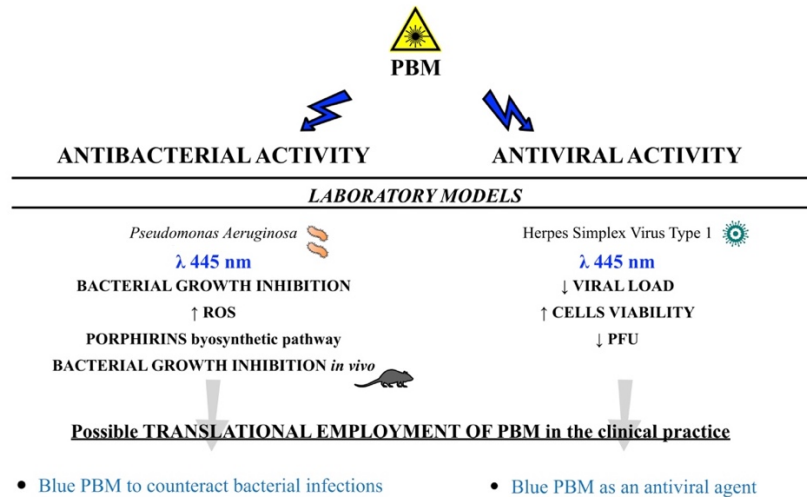 PBM
ANTIBACTERIAL ACTIVITY
ANTIVIRAL ACTIVITY
LABORATORY MODELS
Pseudomonas Aeruginosa
λ 445 nm
BACTERIAL GROWTH INHIBITION
↑ ROS
PORPHIRINS byosynthetic pathway
BACTERIAL GROWTH INHIBITION in vivo
Herpes Simplex Virus Type 1
λ 445 nm
↓ VIRAL LOAD
↑ CELLS VIABILITY
↓ PFU
Possible TRANSLATIONAL EMPLOYMENT OF PBM in the clinical practice
• Blue PBM to counteract bacterial infections
• Blue PBM as an antiviral agent